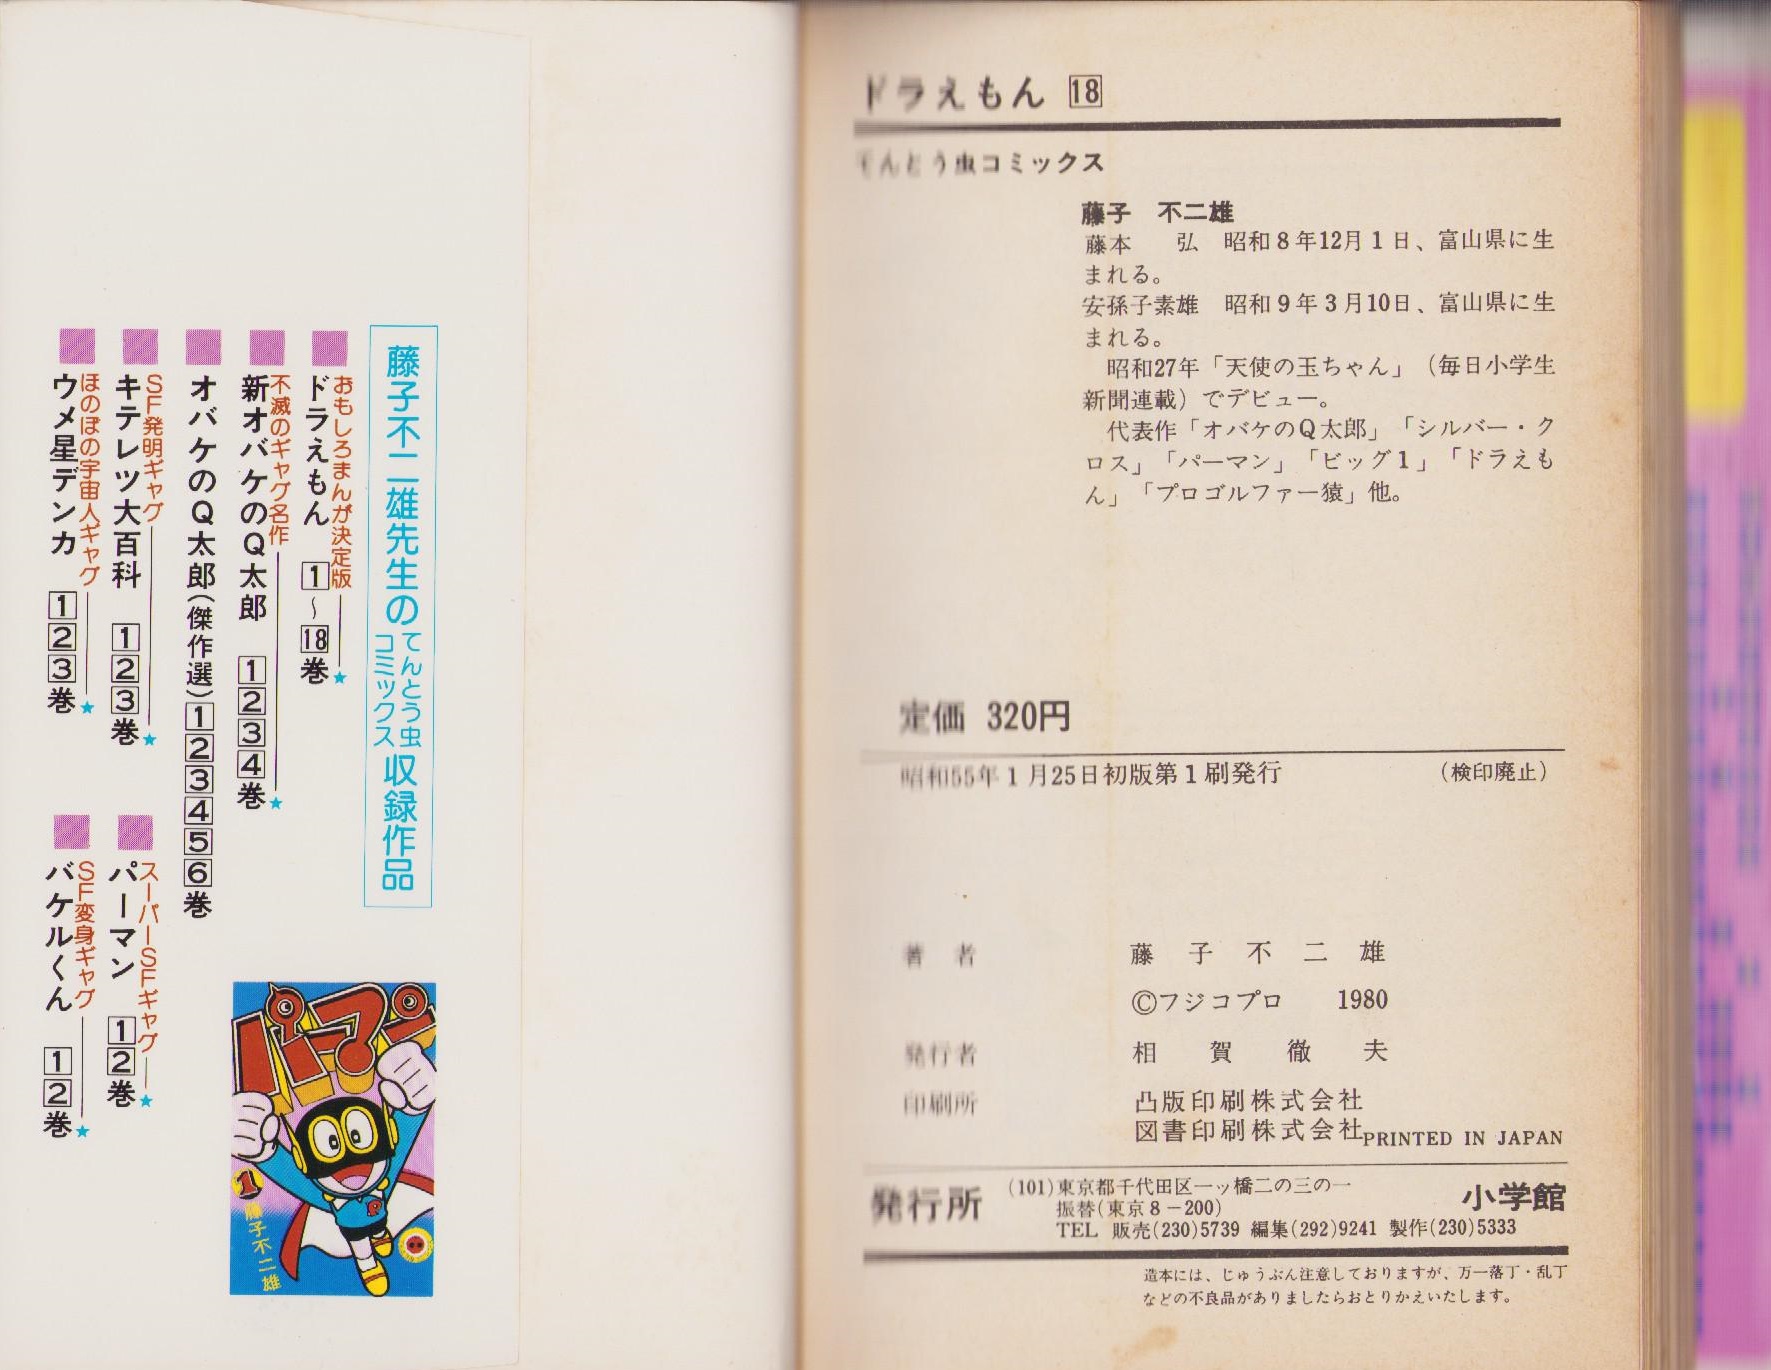 藤子不二雄先生のてんとう虫コミックス収録作品
おもしろまんが決定版
ドラえもん 1〜18巻★
不滅のギャグ名作
新オバケのQ太郎 1234巻★
オバケのQ太郎(傑作選)123456巻
SF発明ギャグ
キテレツ大百科 123巻★
ほのぼの宇宙人ギャグ
ウメ星デンカ 123巻★
スーパーSFギャグ
パーマン 12巻★
SF変身ギャグ
バケルくん 12巻★
パーマン
1
藤子不二雄
ドラえもん 18
てんとう虫コミックス
藤子 不二雄
藤本 弘 昭和8年12月1日、富山県に生
まれる。
安孫子素雄 昭和9年3月10日、富山県に生
まれる。
昭和27年「天使の玉ちゃん」(毎日小学生
新聞連載)でデビュー。
代表作「オバケのQ太郎」「シルバー・ク
ロス」「パーマン」「ビッグ1」「ドラえも
ん」「プロゴルファー猿」他。
定価 320円
昭和55年1月25日初版第1刷発行 (検印廃止)
著者 藤子不二雄
©フジコプロ 1980
発行者 相賀徹夫
印刷所 凸版印刷株式会社
図書印刷株式会社 PRINTED IN JAPAN
発行所 (101)東京都千代田区一ッ橋二の三の一 小学館
振替(東京8-200)
TEL 販売(230)5739 編集(292)9241 製作(230)5333
造本には、じゅうぶん注意しておりますが、万一落丁・乱丁
などの不良品がありましたらおとりかえいたします。